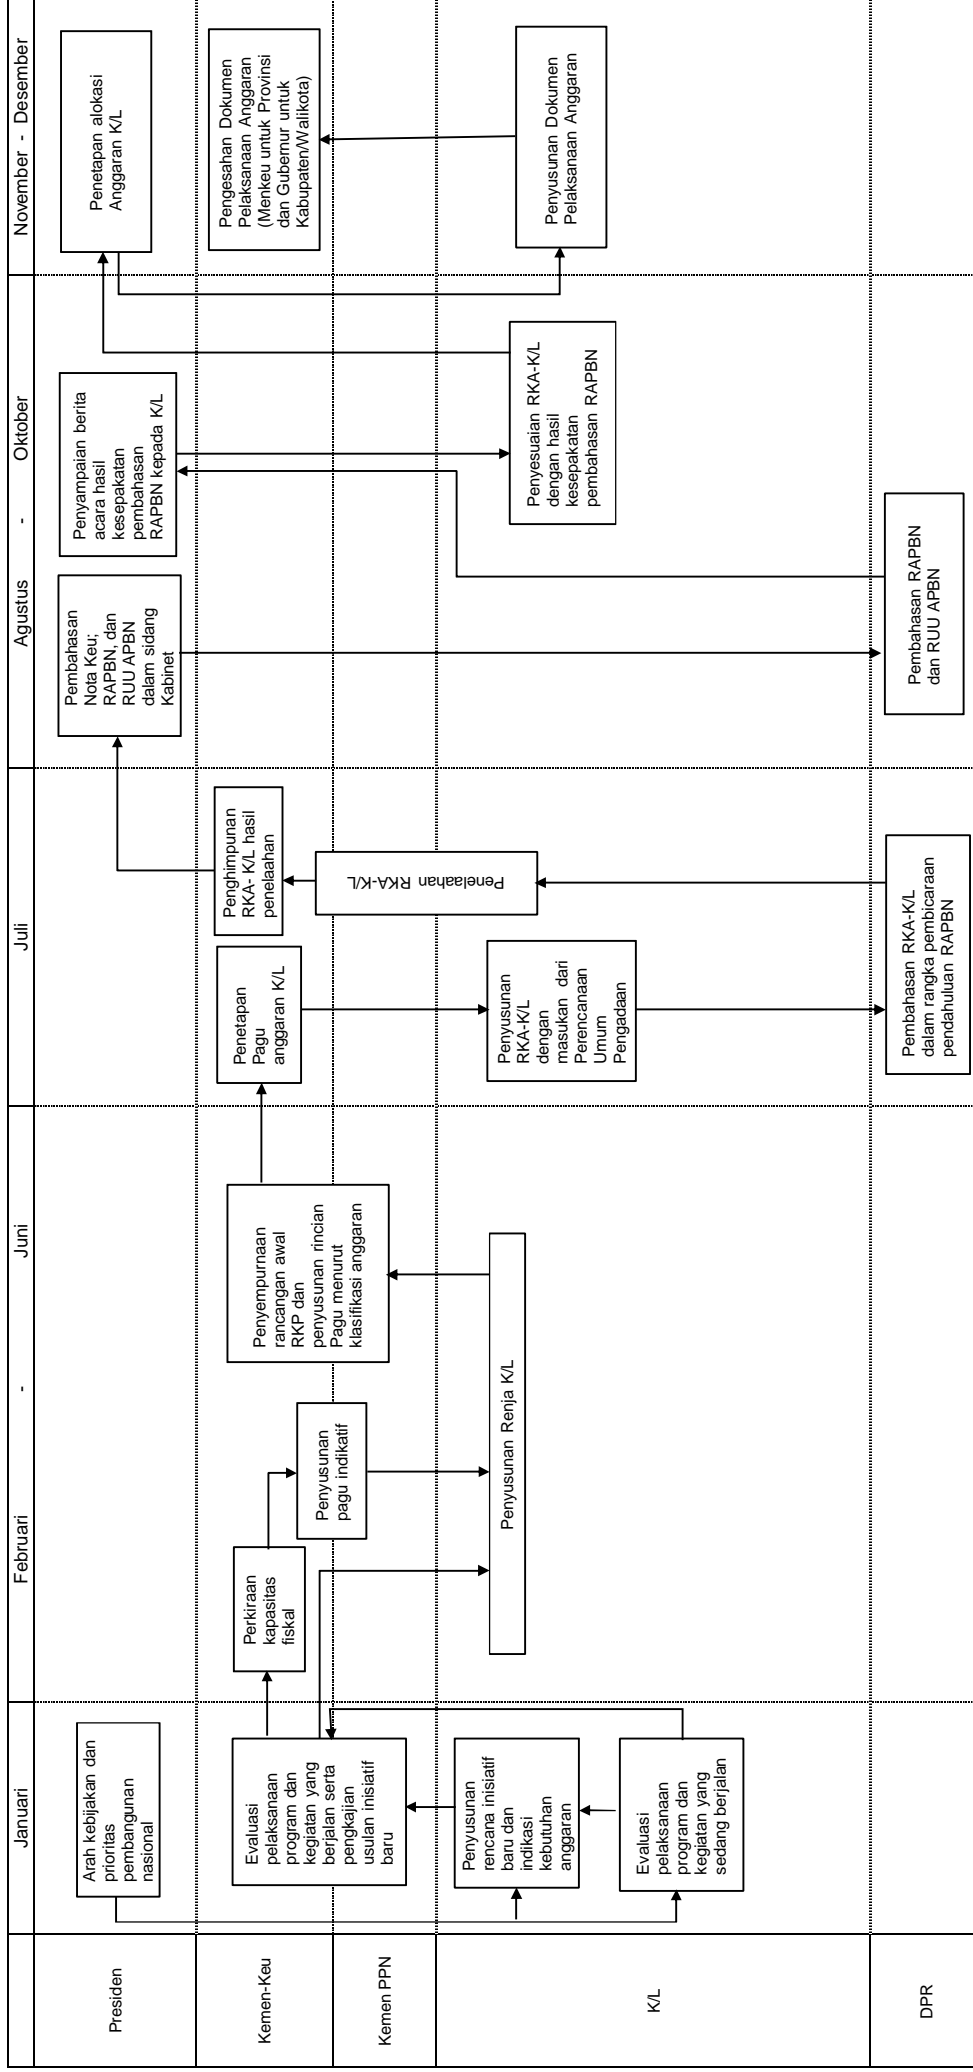 Januari
Februari
-
Juni
Juli
Agustus
-
Oktober
November - Desember
Presiden
Arah kebijakan dan
prioritas
pembangunan
nasional
Pembahasan
Nota Keu;
RAPBN, dan
RUU APBN
dalam sidang
Kabinet
Penyampaian berita
acara hasil
kesepakatan
pembahasan
RAPBN kepada K/L
Penetapan alokasi
Anggaran K/L
Kemen-Keu
Evaluasi
pelaksanaan
program dan
kegiatan yang
berjalan serta
pengkajian
usulan inisiatif
baru
Perkiraan
kapasitas
fiskal
Penyusunan
pagu indikatif
Penyempurnaan
rancangan awal
RKP dan
penyusunan rincian
Pagu menurut
klasifikasi anggaran
Penetapan
Pagu
anggaran K/L
Penghimpunan
RKA- K/L hasil
penelaahan
Pengesahan Dokumen
Pelaksanaan Anggaran
(Menkeu untuk Provinsi
dan Gubernur untuk
Kabupaten/Walikota)
Kemen PPN
Penelaahan RKA-K/L
K/L
Penyusunan
rencana inisiatif
baru dan
indikasi
kebutuhan
anggaran
Evaluasi
pelaksanaan
program dan
kegiatan yang
sedang berjalan
Penyusunan Renja K/L
Penyusunan
RKA-K/L
dengan
masukan dari
Perencanaan
Umum
Pengadaan
Penyesuaian RKA-K/L
dengan hasil
kesepakatan
pembahasan RAPBN
Penyusunan Dokumen
Pelaksanaan Anggaran
DPR
Pembahasan RKA-K/L
dalam rangka pembicaraan
pendahuluan RAPBN
Pembahasan RAPBN
dan RUU APBN